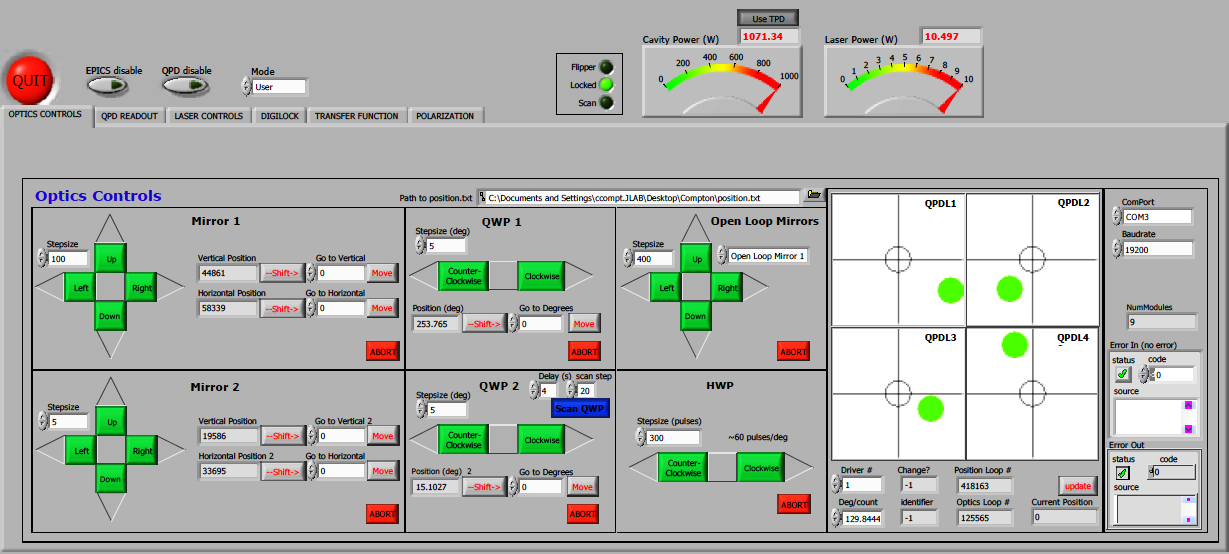 Use TPD
Cavity Power (W)
1071.34
Laser Power (W)
10.497
QUIT
EPICS disable
QPD disable
Mode
User
Flipper
Locked
Scan
0
200
400
600
800
1000
0
1
2
3
4
5
6
7
8
9
10
OPTICS CONTROLS
QPD READOUT
LASER CONTROLS
DIGILOCK
TRANSFER FUNCTION
POLARIZATION
Optics Controls
Path to position.txt
C:\Documents and Settings\ccompt.JLAB\Desktop\Compton\position.txt
Mirror 1
Stepsize
100
Up
Left
Right
Down
Vertical Position
44861
--Shift->
Go to Vertical
0
Move
Horizontal Position
58339
--Shift->
Go to Horizontal
0
Move
ABORT
QWP 1
Stepsize (deg)
5
Counter-
Clockwise
Clockwise
Position (deg)
253.765
--Shift->
Go to Degrees
0
Move
ABORT
Open Loop Mirrors
Stepsize
400
Up
Left
Right
Down
Open Loop Mirror 1
ABORT
QPDL1
QPDL2
QPDL3
QPDL4
ComPort
COM3
Baudrate
19200
NumModules
9
Error In (no error)
status
code
0
source
Error Out
status
code
d0
source
Mirror 2
Stepsize
5
Up
Left
Right
Down
Vertical Position
19586
--Shift->
Go to Vertical 2
0
Move
Horizontal Position 2
33695
--Shift->
Go to Horizontal
0
Move
ABORT
QWP 2
Delay (s)
4
scan step
20
Scan QWP
Stepsize (deg)
5
Counter-
Clockwise
Clockwise
Position (deg) 2
15.1027
--Shift->
Go to Degrees
0
Move
ABORT
HWP
Stepsize (pulses)
300
~60 pulses/deg
Counter-
Clockwise
Clockwise
ABORT
Driver #
1
Change?
-1
Position Loop #
418163
update
Deg/count
129.8444
identifier
-1
Optics Loop #
125565
Current Position
0